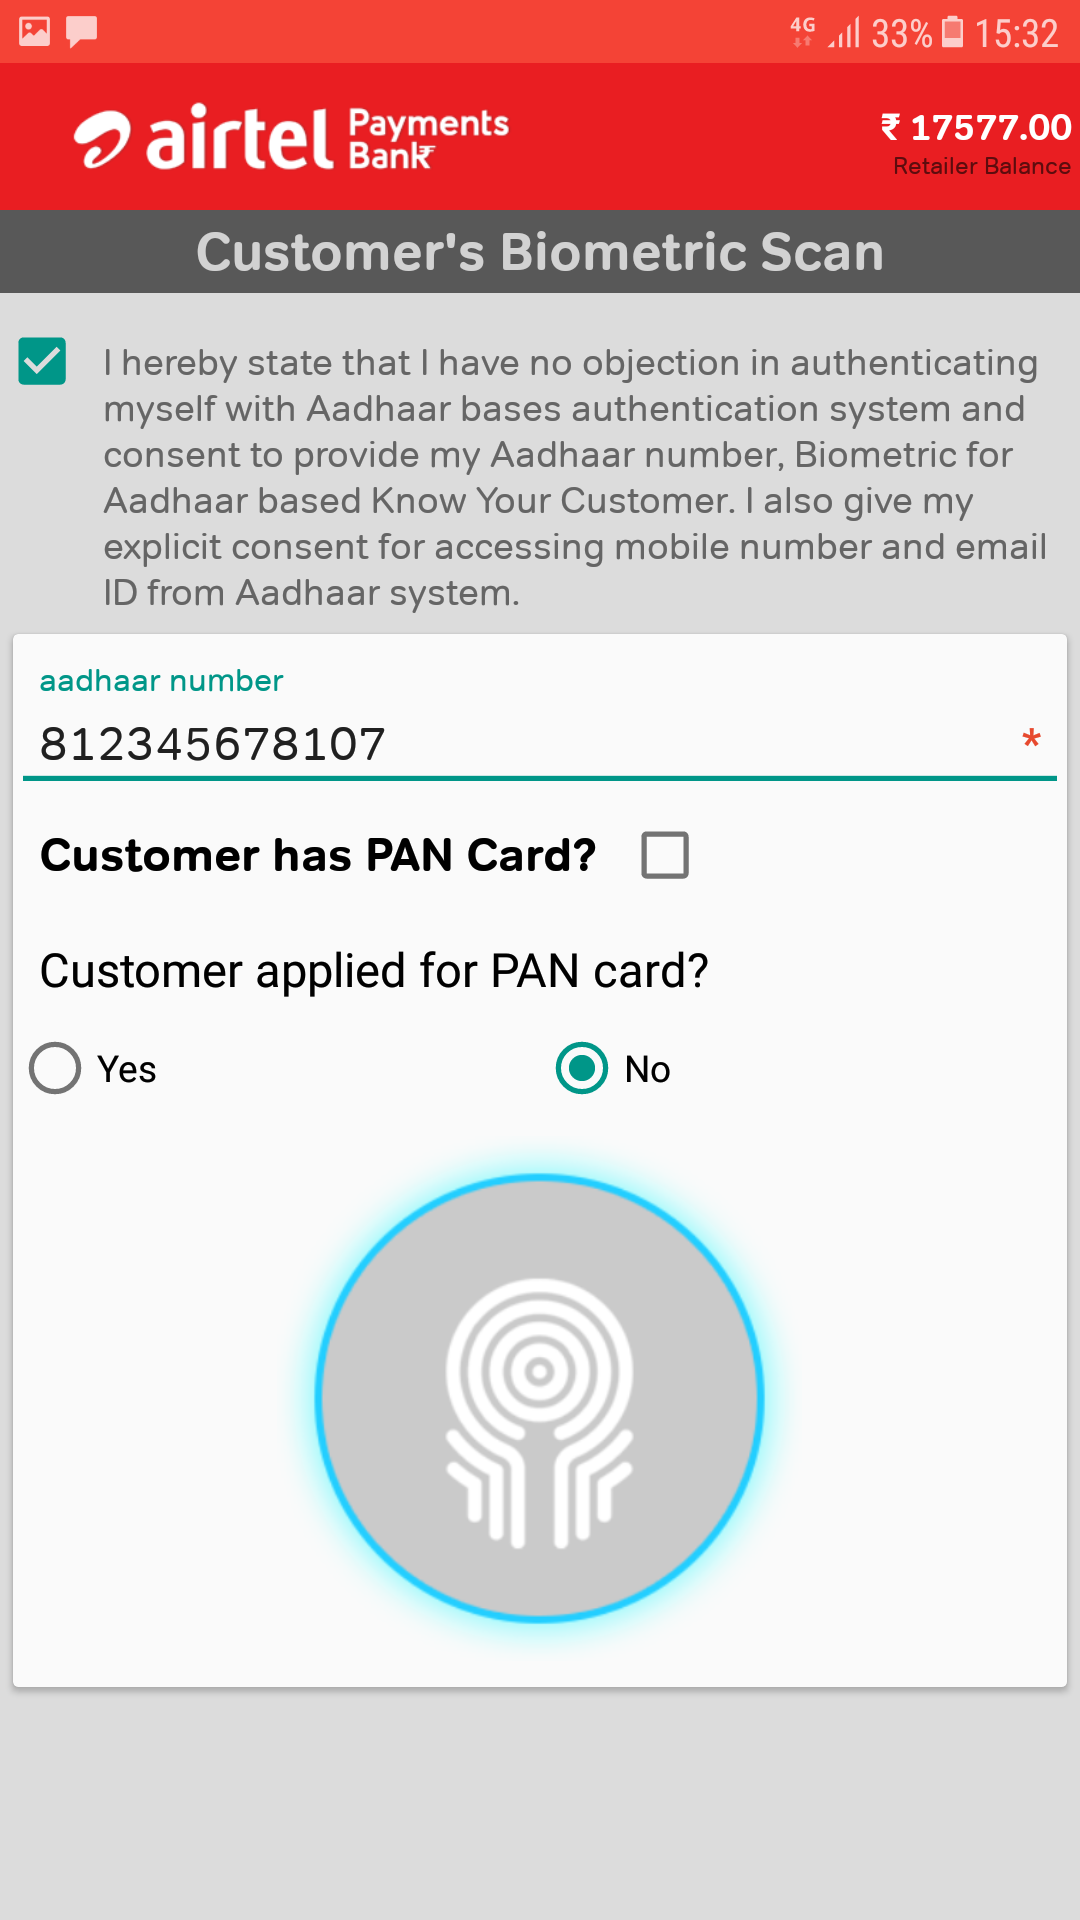 4G 33% 15:32
airtel Payments Bank
₹ 17577.00
Retailer Balance
Customer's Biometric Scan
I hereby state that I have no objection in authenticating
myself with Aadhaar bases authentication system and
consent to provide my Aadhaar number, Biometric for
Aadhaar based Know Your Customer. I also give my
explicit consent for accessing mobile number and email
ID from Aadhaar system.
aadhaar number
812345678107 *
Customer has PAN Card?
Customer applied for PAN card?
Yes No